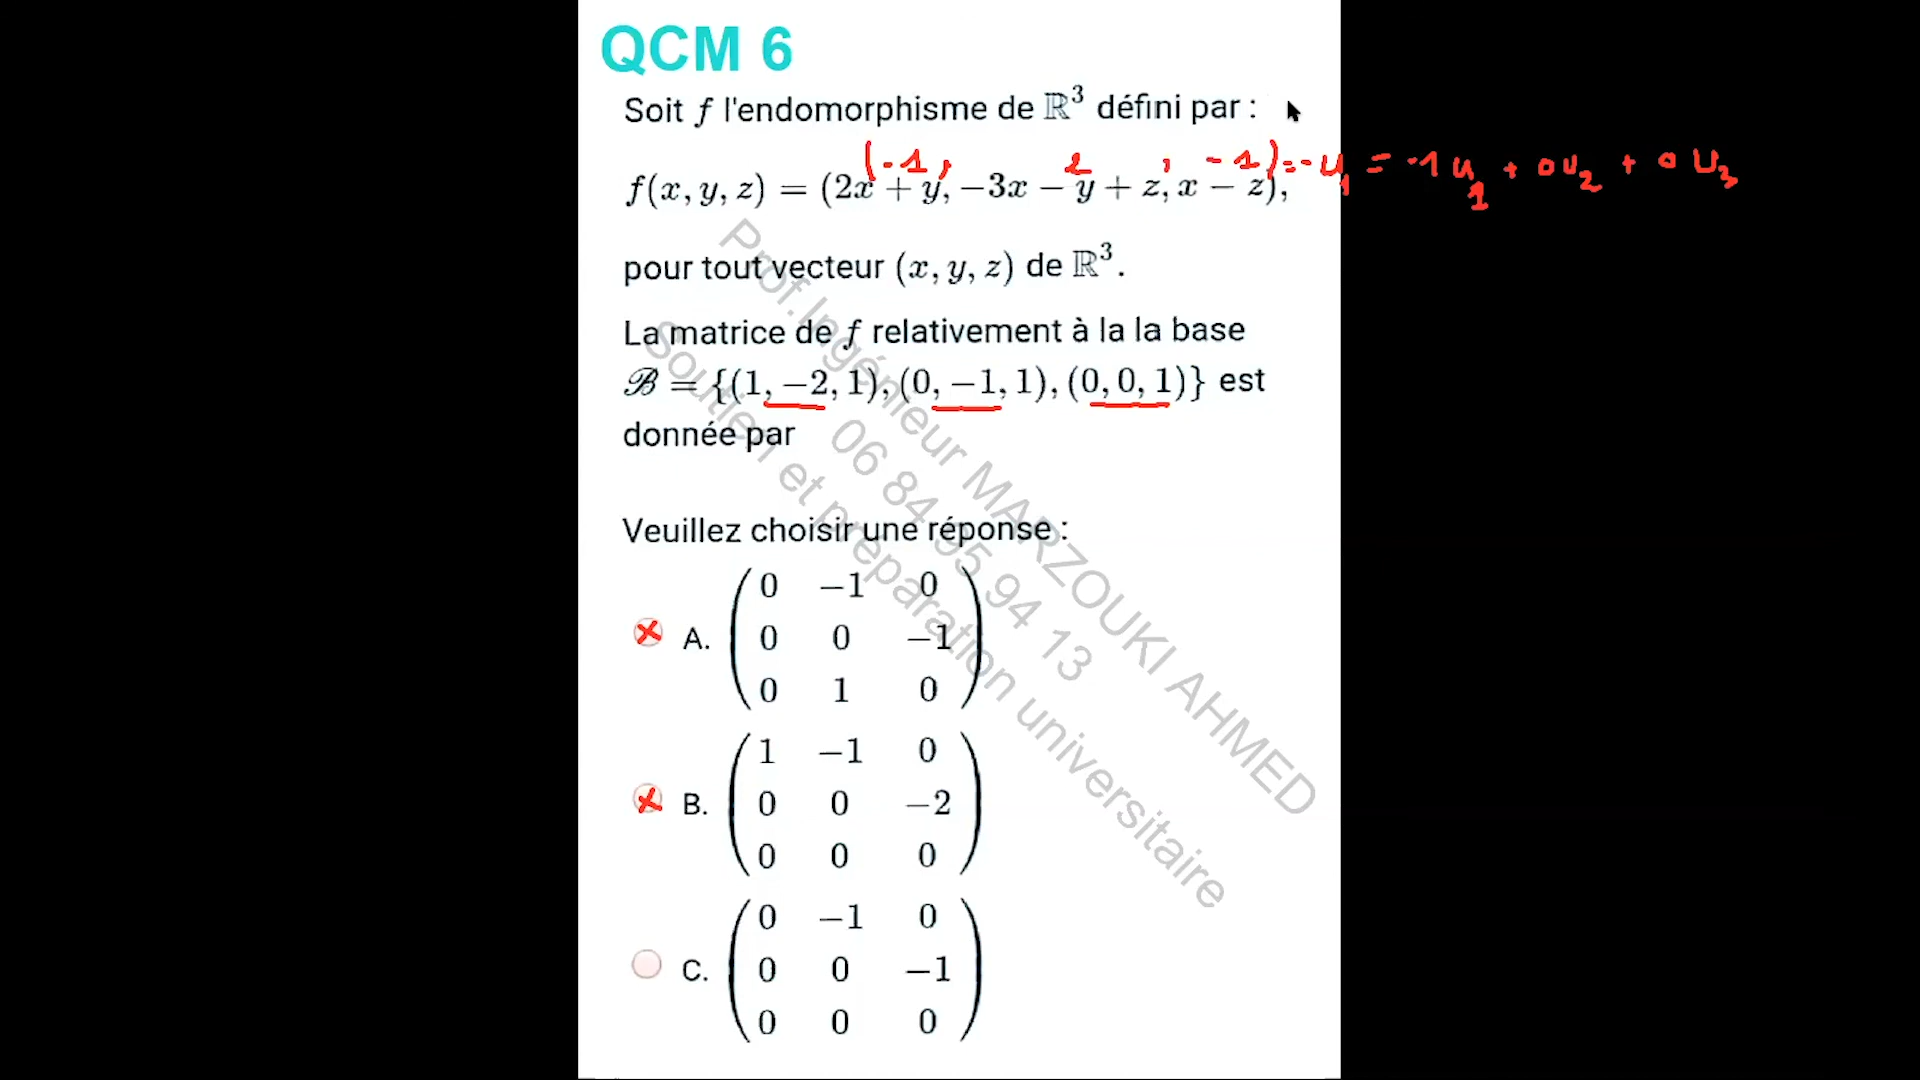 QCM 6
Soit f l'endomorphisme de ℝ³ défini par :
(-1, 2, -1) = -u₁ = -1u₁ + 0u₂ + 0u₃
f(x, y, z) = (2x + y, −3x − y + z, x − z),
pour tout vecteur (x, y, z) de ℝ³.
La matrice de f relativement à la la base
ℬ = {(1, −2, 1), (0, −1, 1), (0, 0, 1)} est
donnée par
Veuillez choisir une réponse :
0 −1 0
A. 0 0 −1
0 1 0
1 −1 0
B. 0 0 −2
0 0 0
0 −1 0
C. 0 0 −1
0 0 0
Prof.Ingénieur MARZOUKI AHMED
06 84 95 94 13
Soutien et préparation universitaire